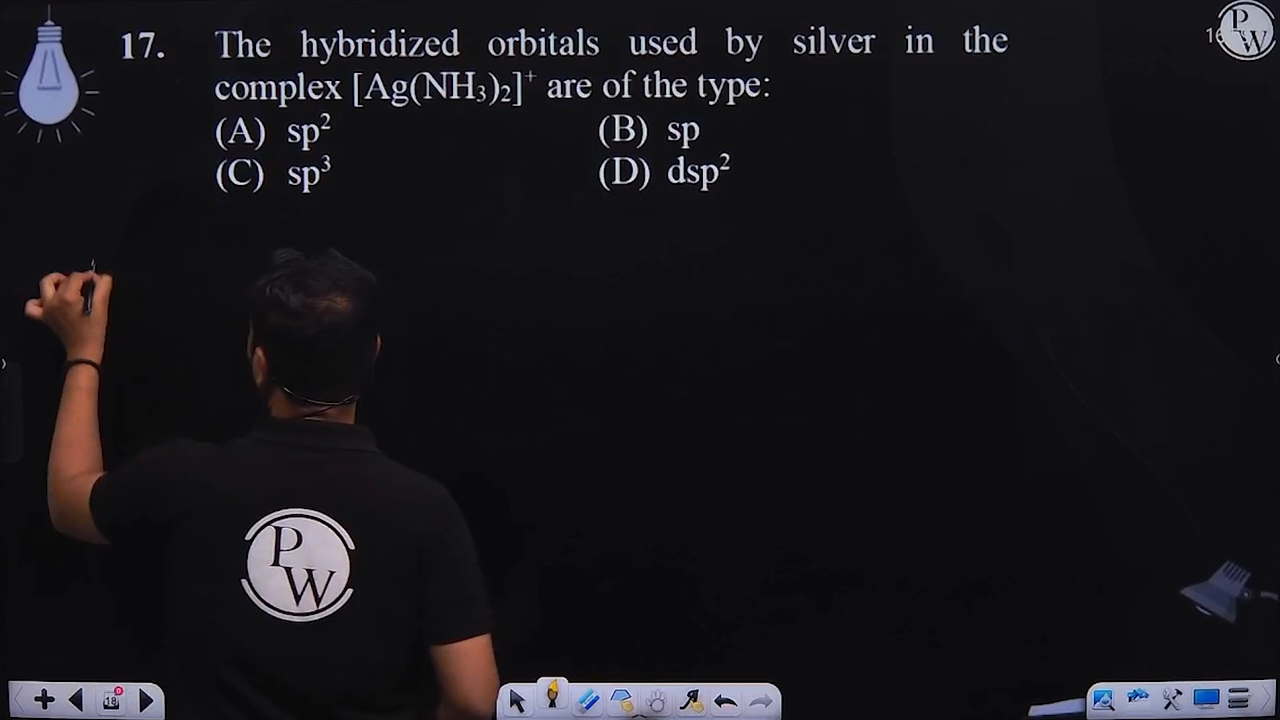 17. The hybridized orbitals used by silver in the
complex [Ag(NH₃)₂]⁺ are of the type:
(A) sp² (B) sp
(C) sp³ (D) dsp²
PW
PW
18